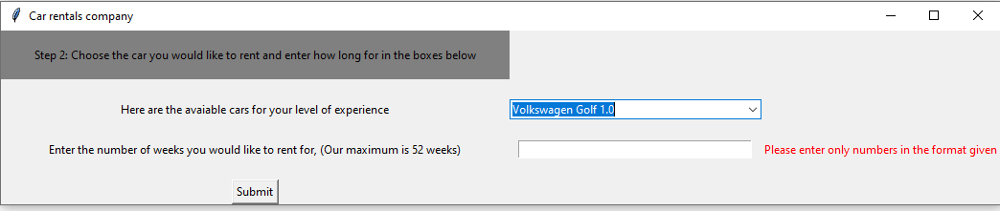 Car rentals company
Step 2: Choose the car you would like to rent and enter how long for in the boxes below
Here are the avaiable cars for your level of experience
Volkswagen Golf 1.0
Enter the number of weeks you would like to rent for, (Our maximum is 52 weeks)
Please enter only numbers in the format given
Submit